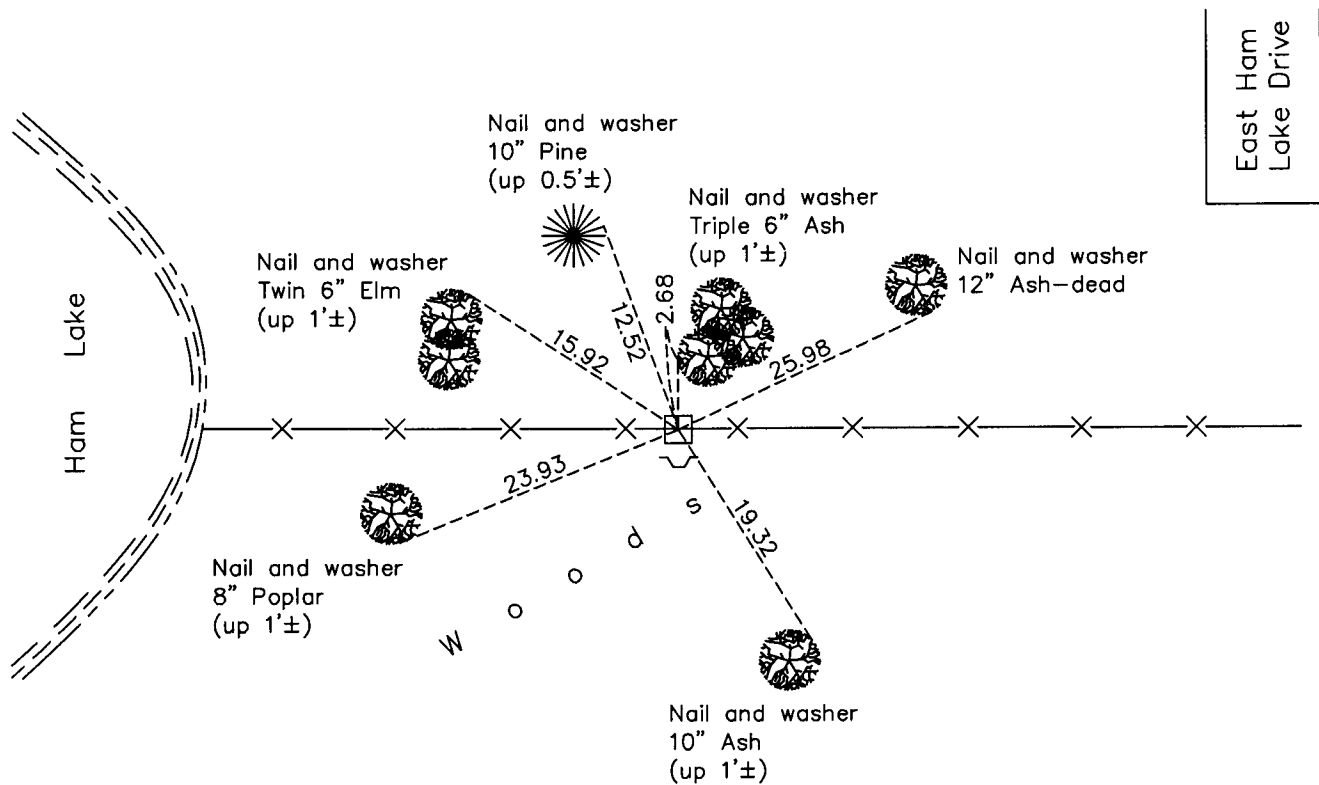 East Ham
Lake Drive
Nail and washer
10” Pine
(up 0.5’±)
Nail and washer
Triple 6” Ash
(up 1’±)
Nail and washer
12” Ash–dead
Nail and washer
Twin 6” Elm
(up 1’±)
Ham Lake
15.92
12.52
2.68
25.98
23.93
19.32
Woods
Nail and washer
8” Poplar
(up 1’±)
Nail and washer
10” Ash
(up 1’±)